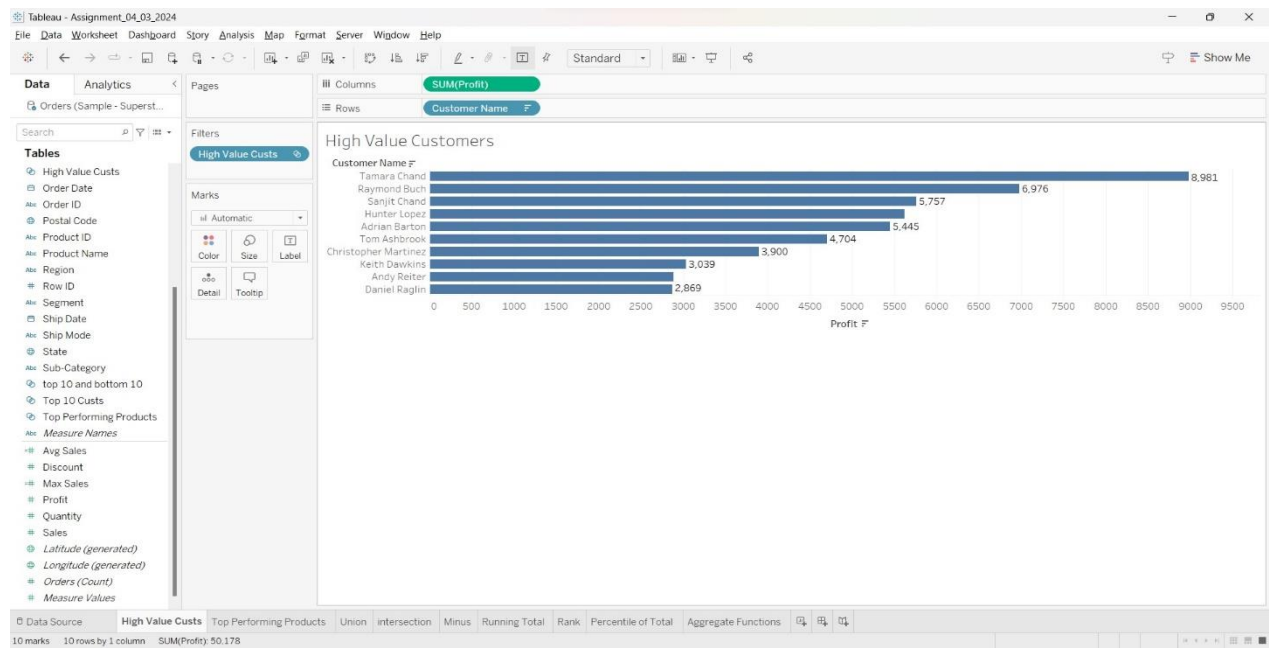 Tableau - Assignment_04_03_2024
File Data Worksheet Dashboard Story Analysis Map Format Server Window Help
Standard
Show Me
Data Analytics
Orders (Sample - Superst...
Search
Tables
High Value Custs
Order Date
Abc Order ID
Postal Code
Abc Product ID
Abc Product Name
Abc Region
# Row ID
Abc Segment
Ship Date
Abc Ship Mode
State
Abc Sub-Category
top 10 and bottom 10
Top 10 Custs
Top Performing Products
Abc Measure Names
=# Avg Sales
# Discount
=# Max Sales
# Profit
# Quantity
# Sales
Latitude (generated)
Longitude (generated)
# Orders (Count)
# Measure Values
Pages
Filters
High Value Custs
Marks
Automatic
Color Size Label
Detail Tooltip
Columns SUM(Profit)
Rows Customer Name
High Value Customers
Customer Name
Tamara Chand 8,981
Raymond Buch 6,976
Sanjit Chand 5,757
Hunter Lopez
Adrian Barton 5,445
Tom Ashbrook 4,704
Christopher Martinez 3,900
Keith Dawkins 3,039
Andy Reiter
Daniel Raglin 2,869
0 500 1000 1500 2000 2500 3000 3500 4000 4500 5000 5500 6000 6500 7000 7500 8000 8500 9000 9500
Profit
Data Source High Value Custs Top Performing Products Union intersection Minus Running Total Rank Percentile of Total Aggregate Functions
10 marks 10 rows by 1 column SUM(Profit): 50,178